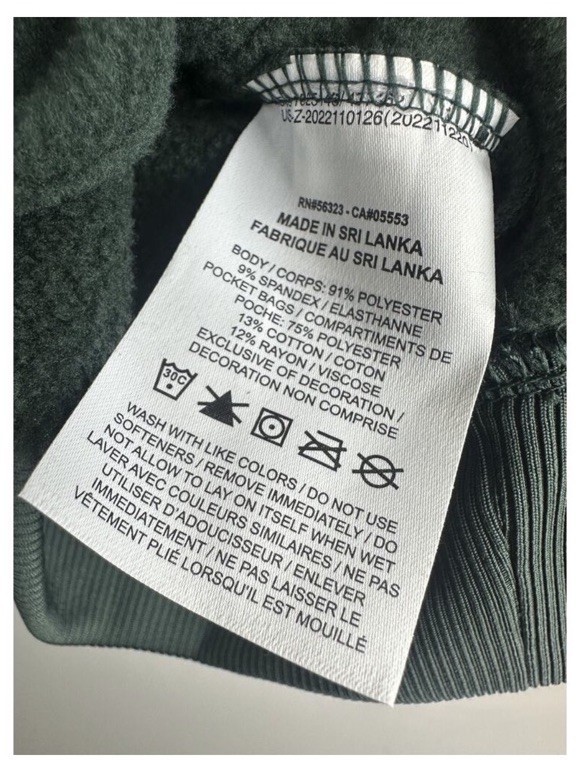 US-Z-2022110126(20221122
RN#56323 - CA#05553
MADE IN SRI LANKA
FABRIQUE AU SRI LANKA
BODY / CORPS: 91% POLYESTER
9% SPANDEX / ELASTHANNE
POCKET BAGS / COMPARTIMENTS DE
POCHE: 75% POLYESTER
13% COTTON / COTON
12% RAYON / VISCOSE
EXCLUSIVE OF DECORATION /
DECORATION NON COMPRISE
30C
WASH WITH LIKE COLORS / DO NOT USE
SOFTENERS / REMOVE IMMEDIATELY / DO
NOT ALLOW TO LAY ON ITSELF WHEN WET
LAVER AVEC COULEURS SIMILAIRES / NE PAS
UTILISER D'ADOUCISSEUR / ENLEVER
IMMEDIATEMENT / NE PAS LAISSER LE
VÊTEMENT PLIÉ LORSQU'IL EST MOUILLÉ